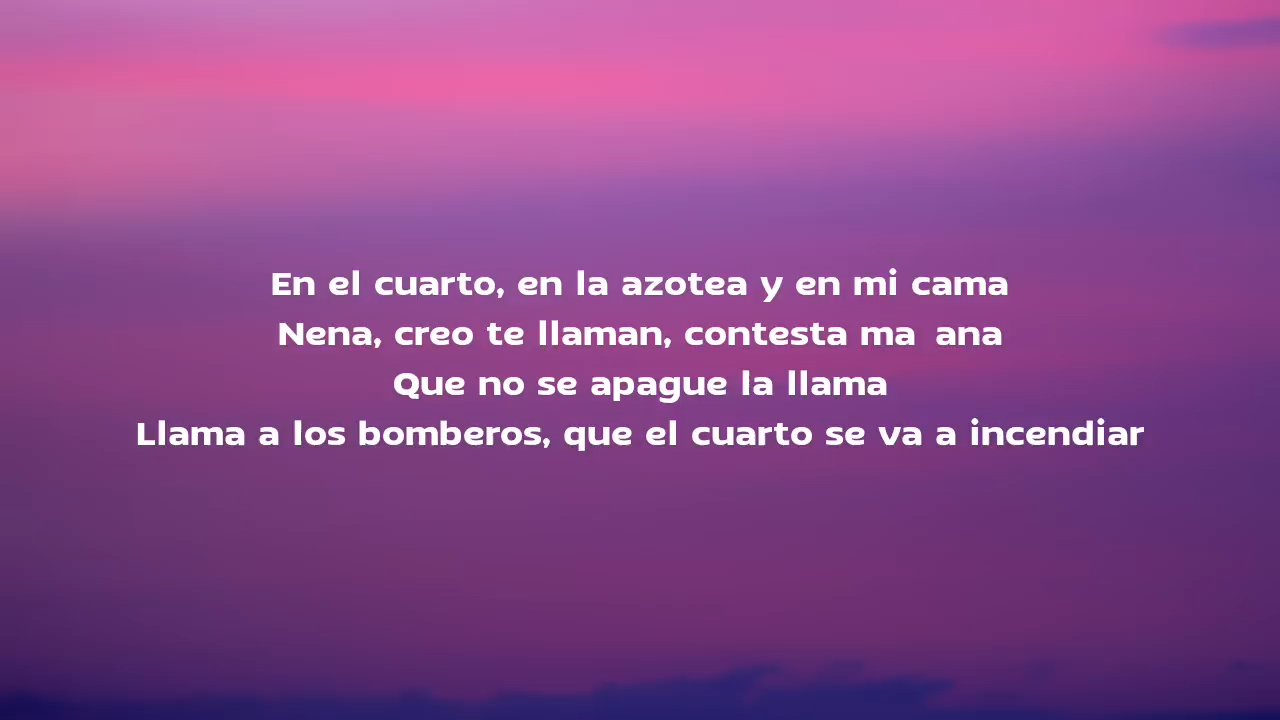 En el cuarto, en la azotea y en mi cama
Nena, creo te llaman, contesta ma ana
Que no se apague la llama
Llama a los bomberos, que el cuarto se va a incendiar